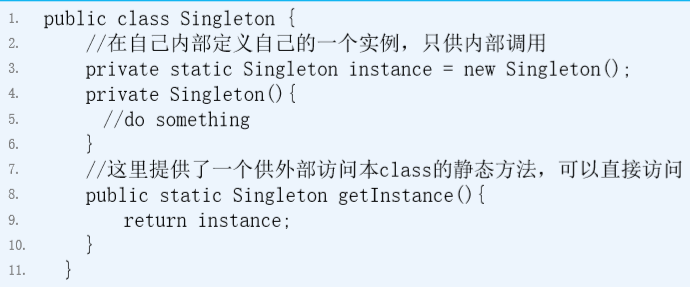 1. public class Singleton {
2. //在自己内部定义自己的一个实例，只供内部调用
3. private static Singleton instance = new Singleton();
4. private Singleton(){
5. //do something
6. }
7. //这里提供了一个供外部访问本class的静态方法，可以直接访问
8. public static Singleton getInstance(){
9. return instance;
10. }
11. }